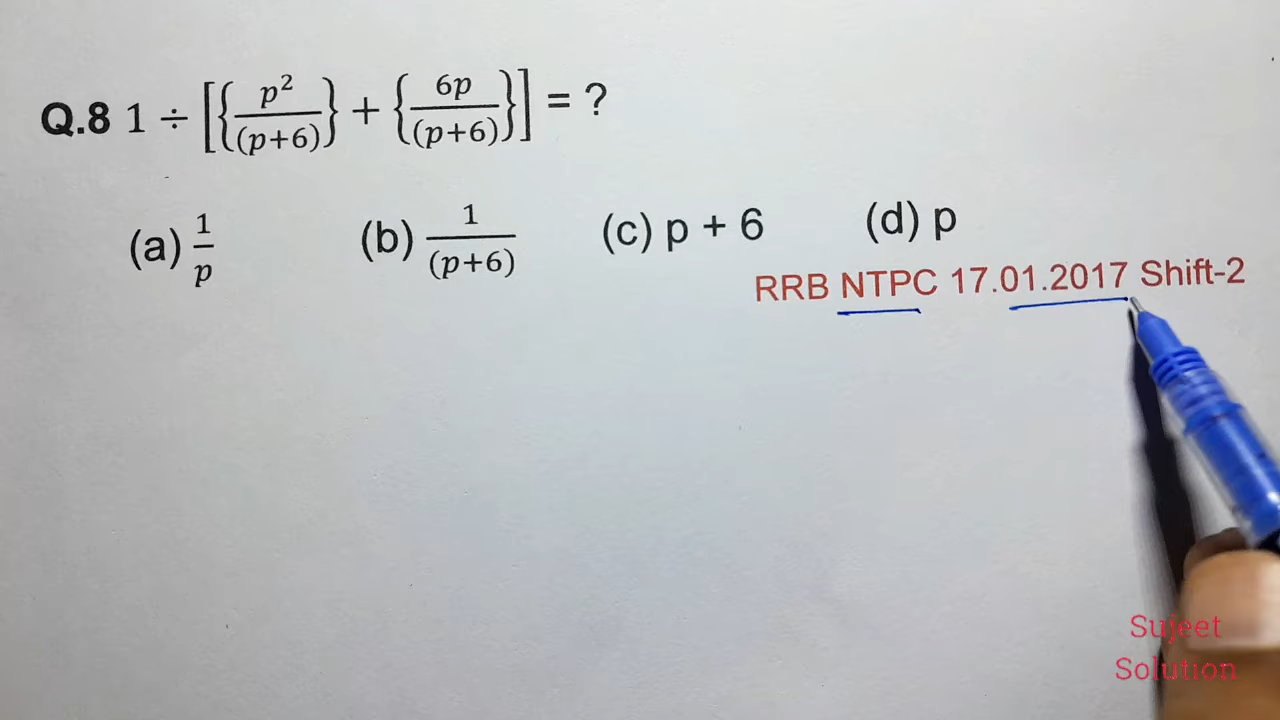 Q.8 1 ÷ [{p²/(p+6)} + {6p/(p+6)}] = ?
(a) 1/p (b) 1/(p+6) (c) p + 6 (d) p
RRB NTPC 17.01.2017 Shift-2
Sujeet
Solution